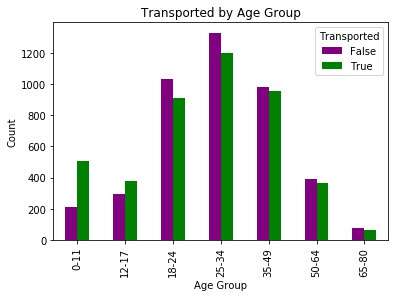 Transported by Age Group
Transported
False
True
Count
1200
1000
800
600
400
200
0
0-11
12-17
18-24
25-34
35-49
50-64
65-80
Age Group